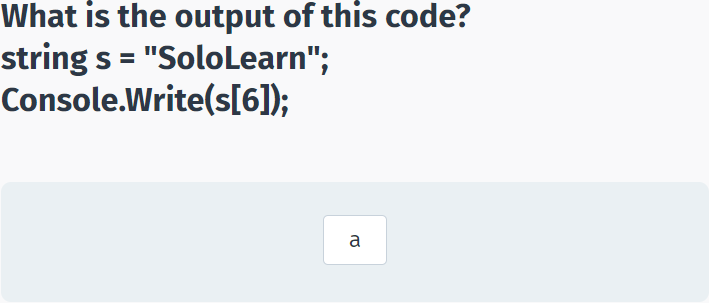 What is the output of this code?
string s = "SoloLearn";
Console.Write(s[6]);
a